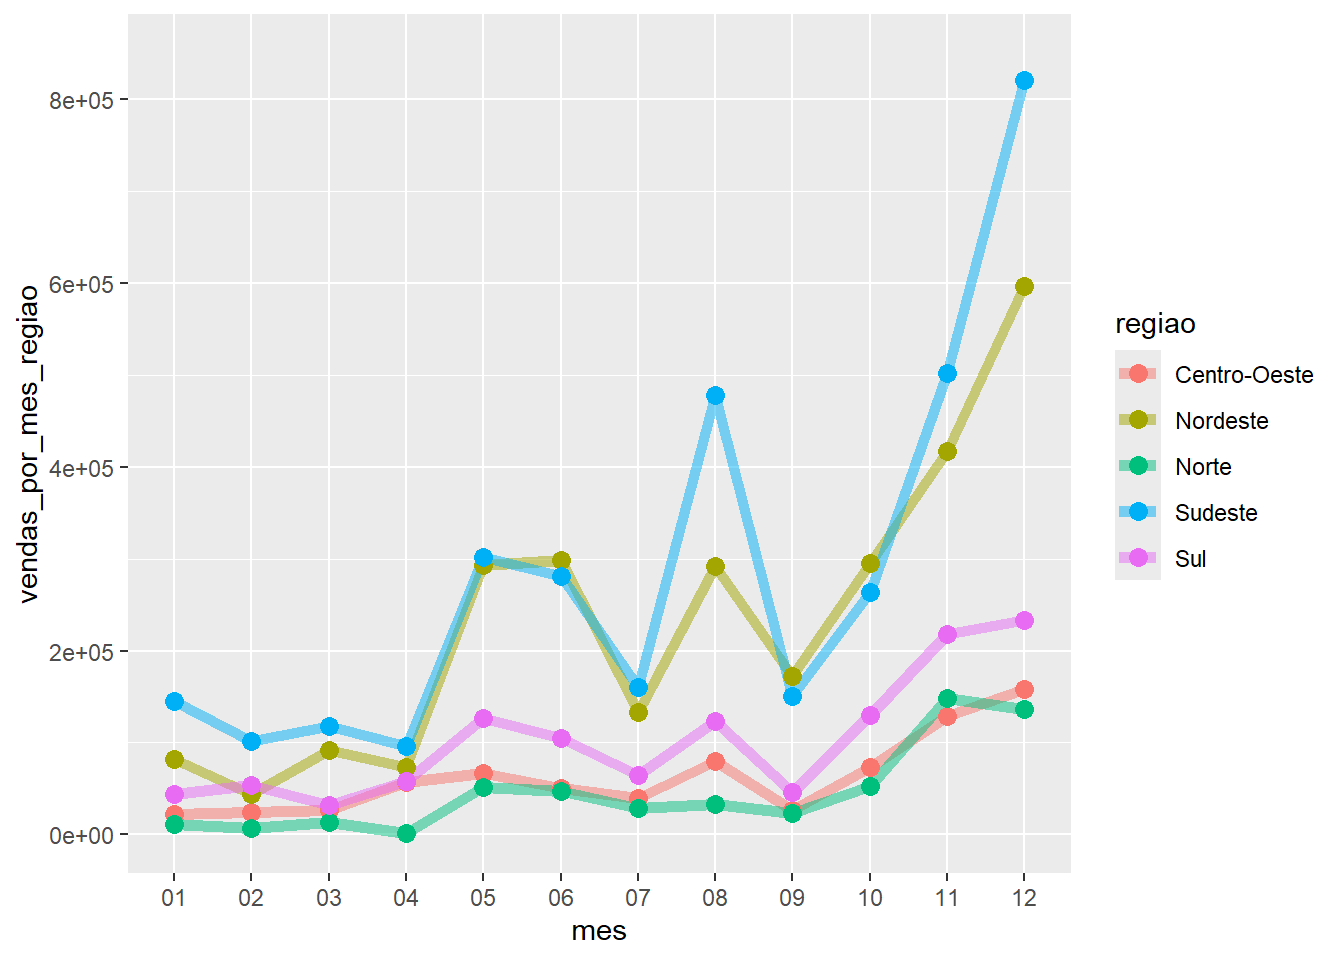 8e+05
6e+05
4e+05
2e+05
0e+00
vendas_por_mes_regiao
01 02 03 04 05 06 07 08 09 10 11 12
mes
regiao
Centro-Oeste
Nordeste
Norte
Sudeste
Sul